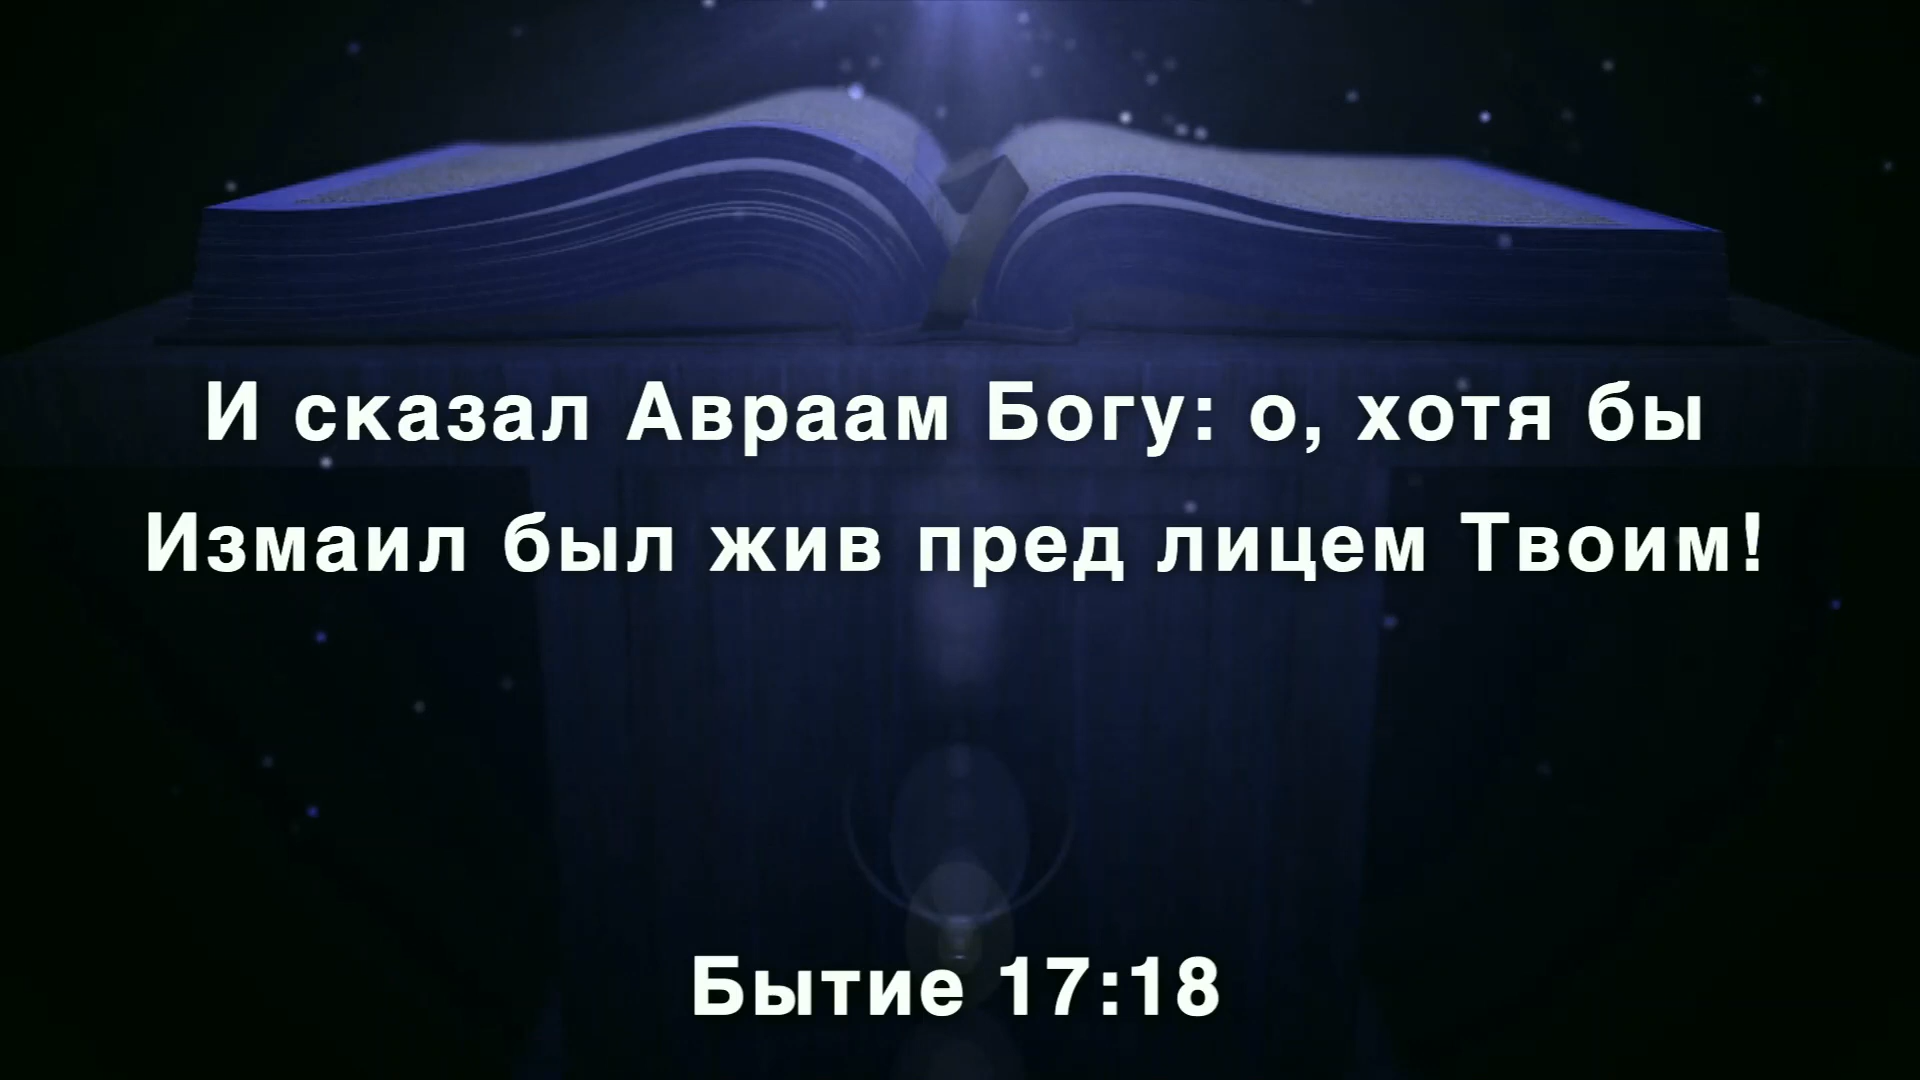 И сказал Авраам Богу: о, хотя бы
Измаил был жив пред лицем Твоим!
Бытие 17:18